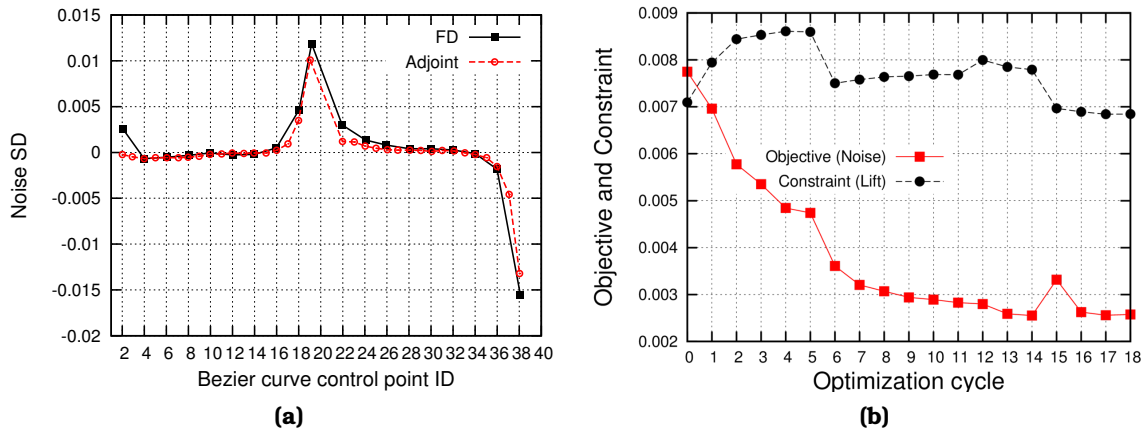 0.015
0.01
0.005
0
-0.005
-0.01
-0.015
-0.02
Noise SD
FD
Adjoint
2 4 6 8 10 12 14 16 18 20 22 24 26 28 30 32 34 36 38 40
Bezier curve control point ID
(a)
0.009
0.008
0.007
0.006
0.005
0.004
0.003
0.002
Objective and Constraint
Objective (Noise)
Constraint (Lift)
0 1 2 3 4 5 6 7 8 9 10 11 12 13 14 15 16 17 18
Optimization cycle
(b)